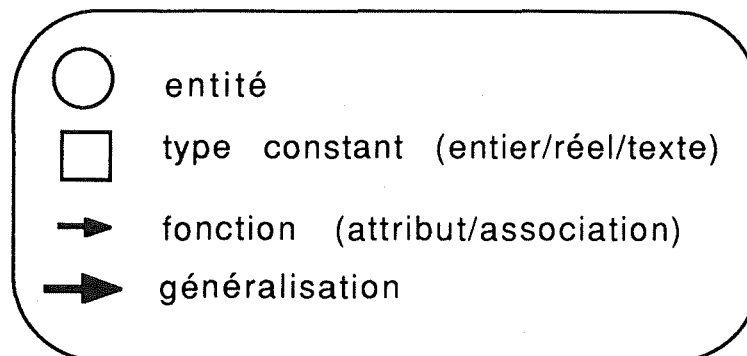 entité
type constant (entier/réel/texte)
fonction (attribut/association)
généralisation